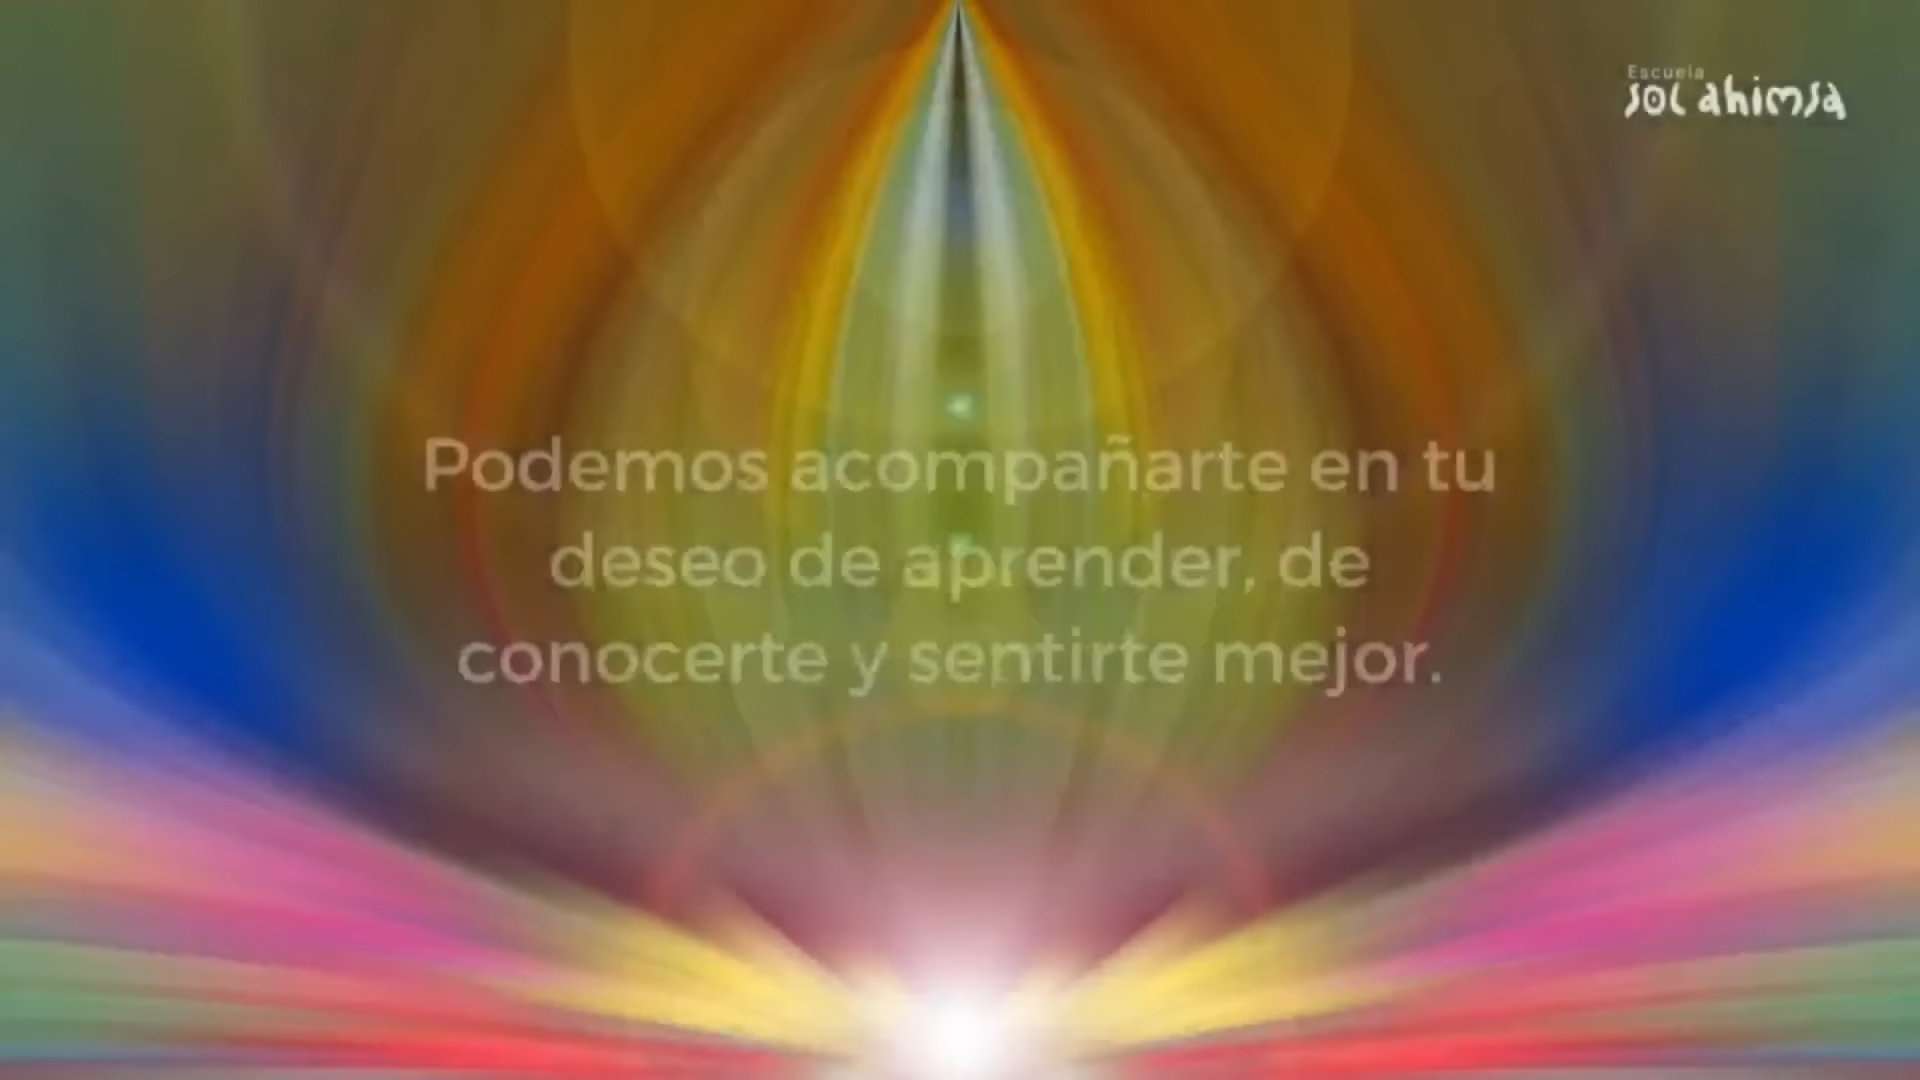 Escuela
sol ahimsa
Podemos acompañarte en tu
deseo de aprender, de
conocerte y sentirte mejor.